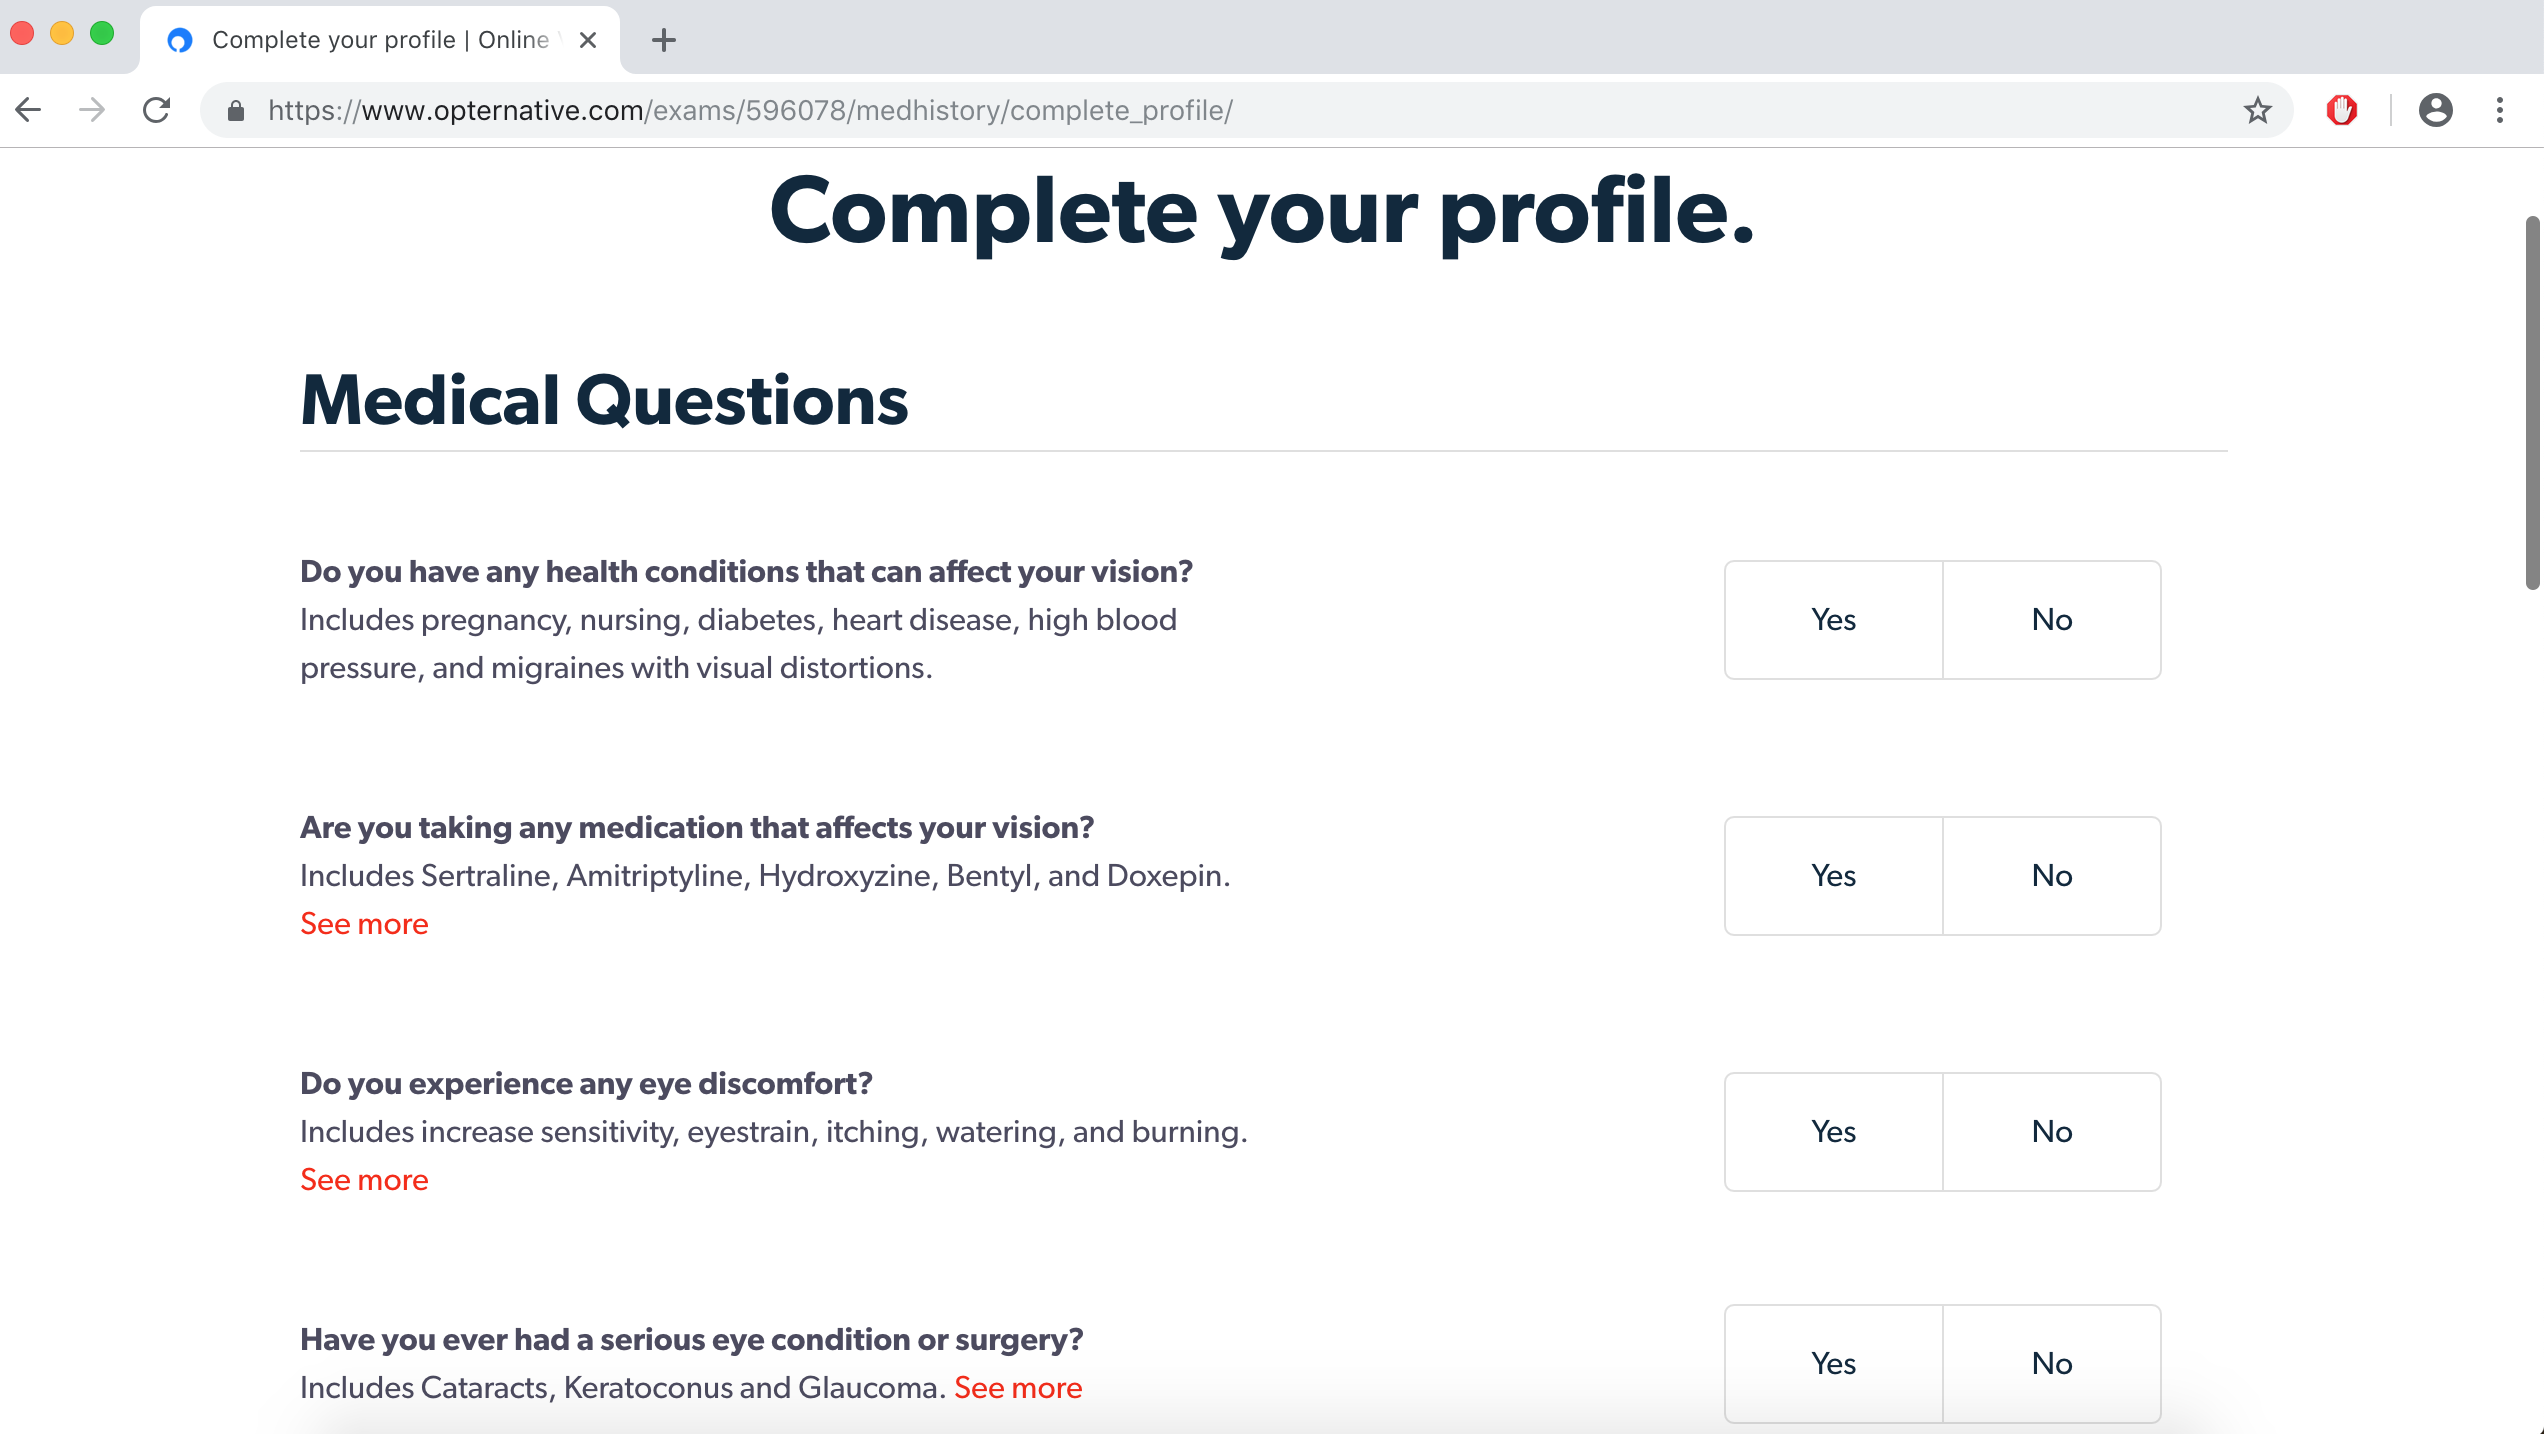 Complete your profile | Online
https://www.opternative.com/exams/596078/medhistory/complete_profile/
Complete your profile.
Medical Questions
Do you have any health conditions that can affect your vision?
Includes pregnancy, nursing, diabetes, heart disease, high blood
pressure, and migraines with visual distortions.
Yes No
Are you taking any medication that affects your vision?
Includes Sertraline, Amitriptyline, Hydroxyzine, Bentyl, and Doxepin.
See more
Yes No
Do you experience any eye discomfort?
Includes increase sensitivity, eyestrain, itching, watering, and burning.
See more
Yes No
Have you ever had a serious eye condition or surgery?
Includes Cataracts, Keratoconus and Glaucoma. See more
Yes No